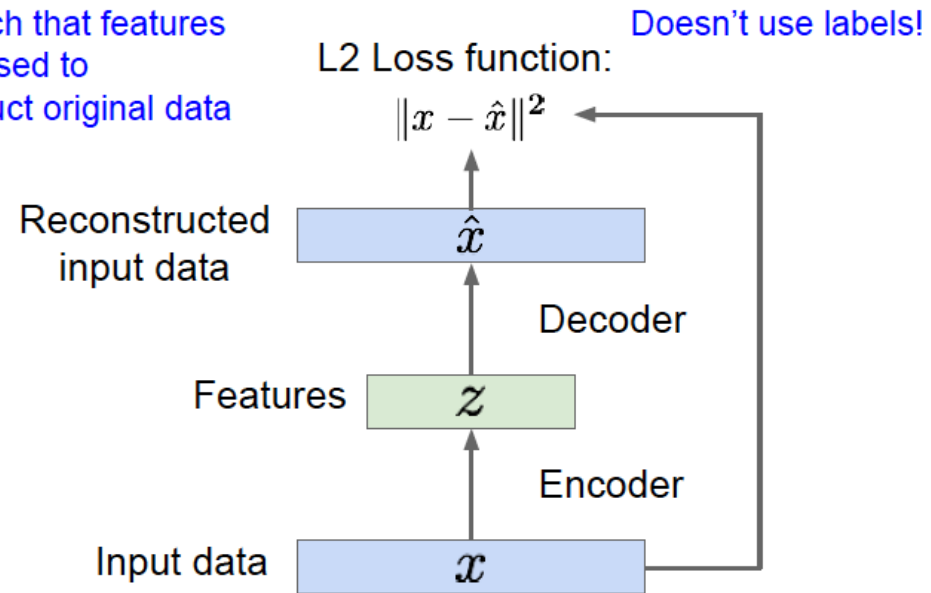 ch that features
sed to
uct original data
Doesn't use labels!
L2 Loss function:
‖x − x̂‖²
Reconstructed
input data
x̂
Decoder
Features
z
Encoder
Input data
x